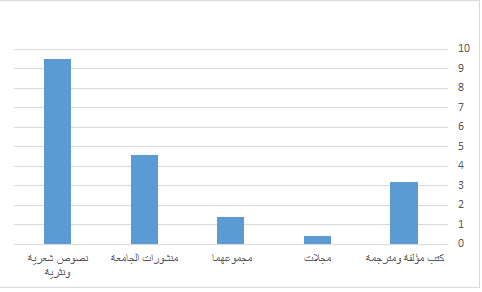 10
9
8
7
6
5
4
3
2
1
0
كتب مؤلفة ومترجمة
مجلات
مجموعهما
منشورات الجامعة
نصوص شعرية
ونثرية